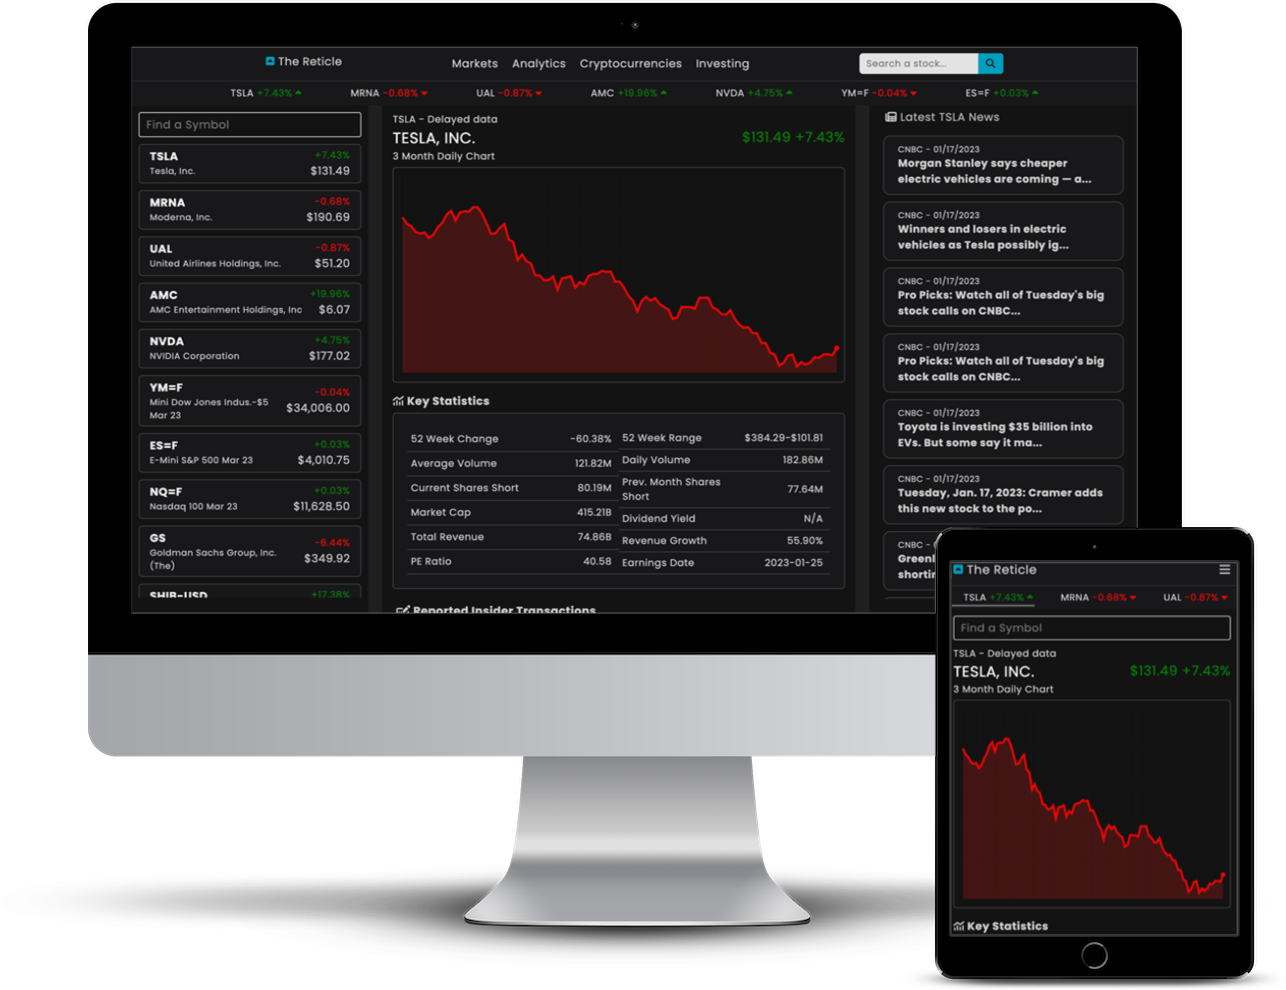 The Reticle
Markets Analytics Cryptocurrencies Investing
Search a stock...
TSLA +7.43% MRNA -0.68% UAL -0.87% AMC +19.96% NVDA +4.75% YM=F -0.04% ES=F +0.03%
Find a Symbol
TSLA +7.43%
Tesla, Inc. $131.49
MRNA -0.68%
Moderna, Inc. $190.69
UAL -0.87%
United Airlines Holdings, Inc. $51.20
AMC +19.96%
AMC Entertainment Holdings, Inc $6.07
NVDA +4.75%
NVIDIA Corporation $177.02
YM=F -0.04%
Mini Dow Jones Indus.-$5 $34,006.00
Mar 23
ES=F +0.03%
E-Mini S&P 500 Mar 23 $4,010.75
NQ=F +0.03%
Nasdaq 100 Mar 23 $11,628.50
GS -6.44%
Goldman Sachs Group, Inc. $349.92
(The)
SHIB-USD +17.38%
TSLA - Delayed data
TESLA, INC. $131.49 +7.43%
3 Month Daily Chart
Key Statistics
52 Week Change -60.38%
Average Volume 121.82M
Current Shares Short 80.19M
Market Cap 415.21B
Total Revenue 74.86B
PE Ratio 40.58
52 Week Range $384.29-$101.81
Daily Volume 182.86M
Prev. Month Shares 77.64M
Short
Dividend Yield N/A
Revenue Growth 55.90%
Earnings Date 2023-01-25
Reported Insider Transactions
Latest TSLA News
CNBC - 01/17/2023
Morgan Stanley says cheaper
electric vehicles are coming — a...
CNBC - 01/17/2023
Winners and losers in electric
vehicles as Tesla possibly ig...
CNBC - 01/17/2023
Pro Picks: Watch all of Tuesday's big
stock calls on CNBC...
CNBC - 01/17/2023
Pro Picks: Watch all of Tuesday's big
stock calls on CNBC...
CNBC - 01/17/2023
Toyota is investing $35 billion into
EVs. But some say it ma...
CNBC - 01/17/2023
Tuesday, Jan. 17, 2023: Cramer adds
this new stock to the po...
CNBC -
The Reticle
TSLA +7.43% MRNA -0.68% UAL -0.87%
Find a Symbol
TSLA - Delayed data
TESLA, INC. $131.49 +7.43%
3 Month Daily Chart
Key Statistics